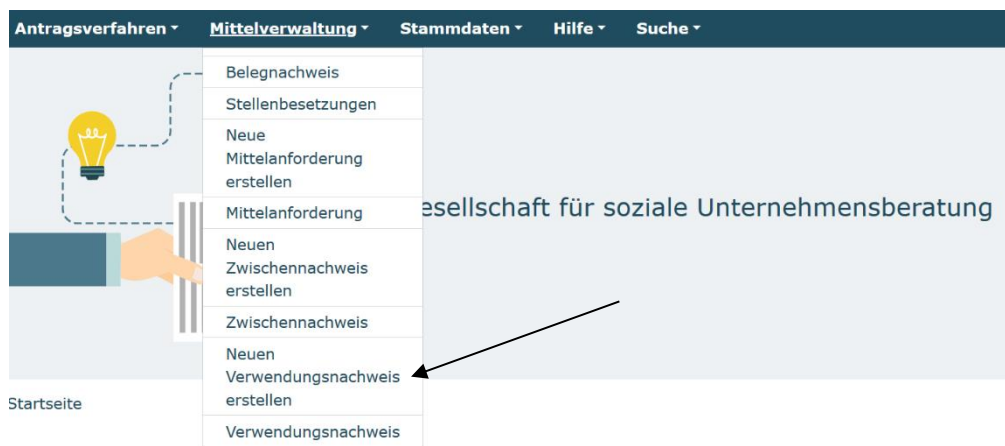 Antragsverfahren Mittelverwaltung Stammdaten Hilfe Suche
Belegnachweis
Stellenbesetzungen
Neue
Mittelanforderung
erstellen
Mittelanforderung
esellschaft für soziale Unternehmensberatung
Neuen
Zwischennachweis
erstellen
Zwischennachweis
Neuen
Verwendungsnachweis
erstellen
Startseite
Verwendungsnachweis